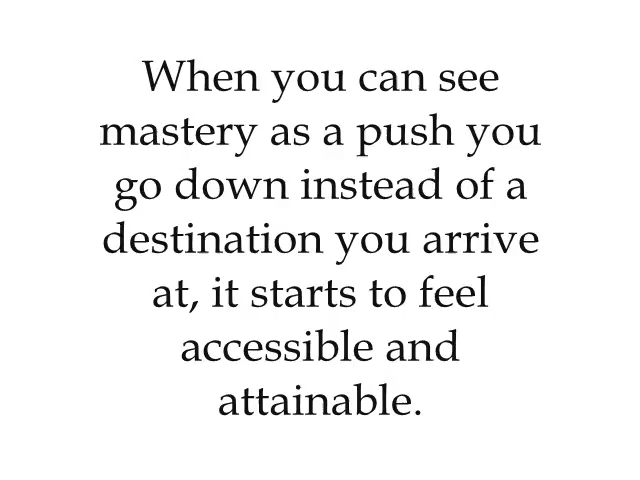 When you can see
mastery as a push you
go down instead of a
destination you arrive
at, it starts to feel
accessible and
attainable.